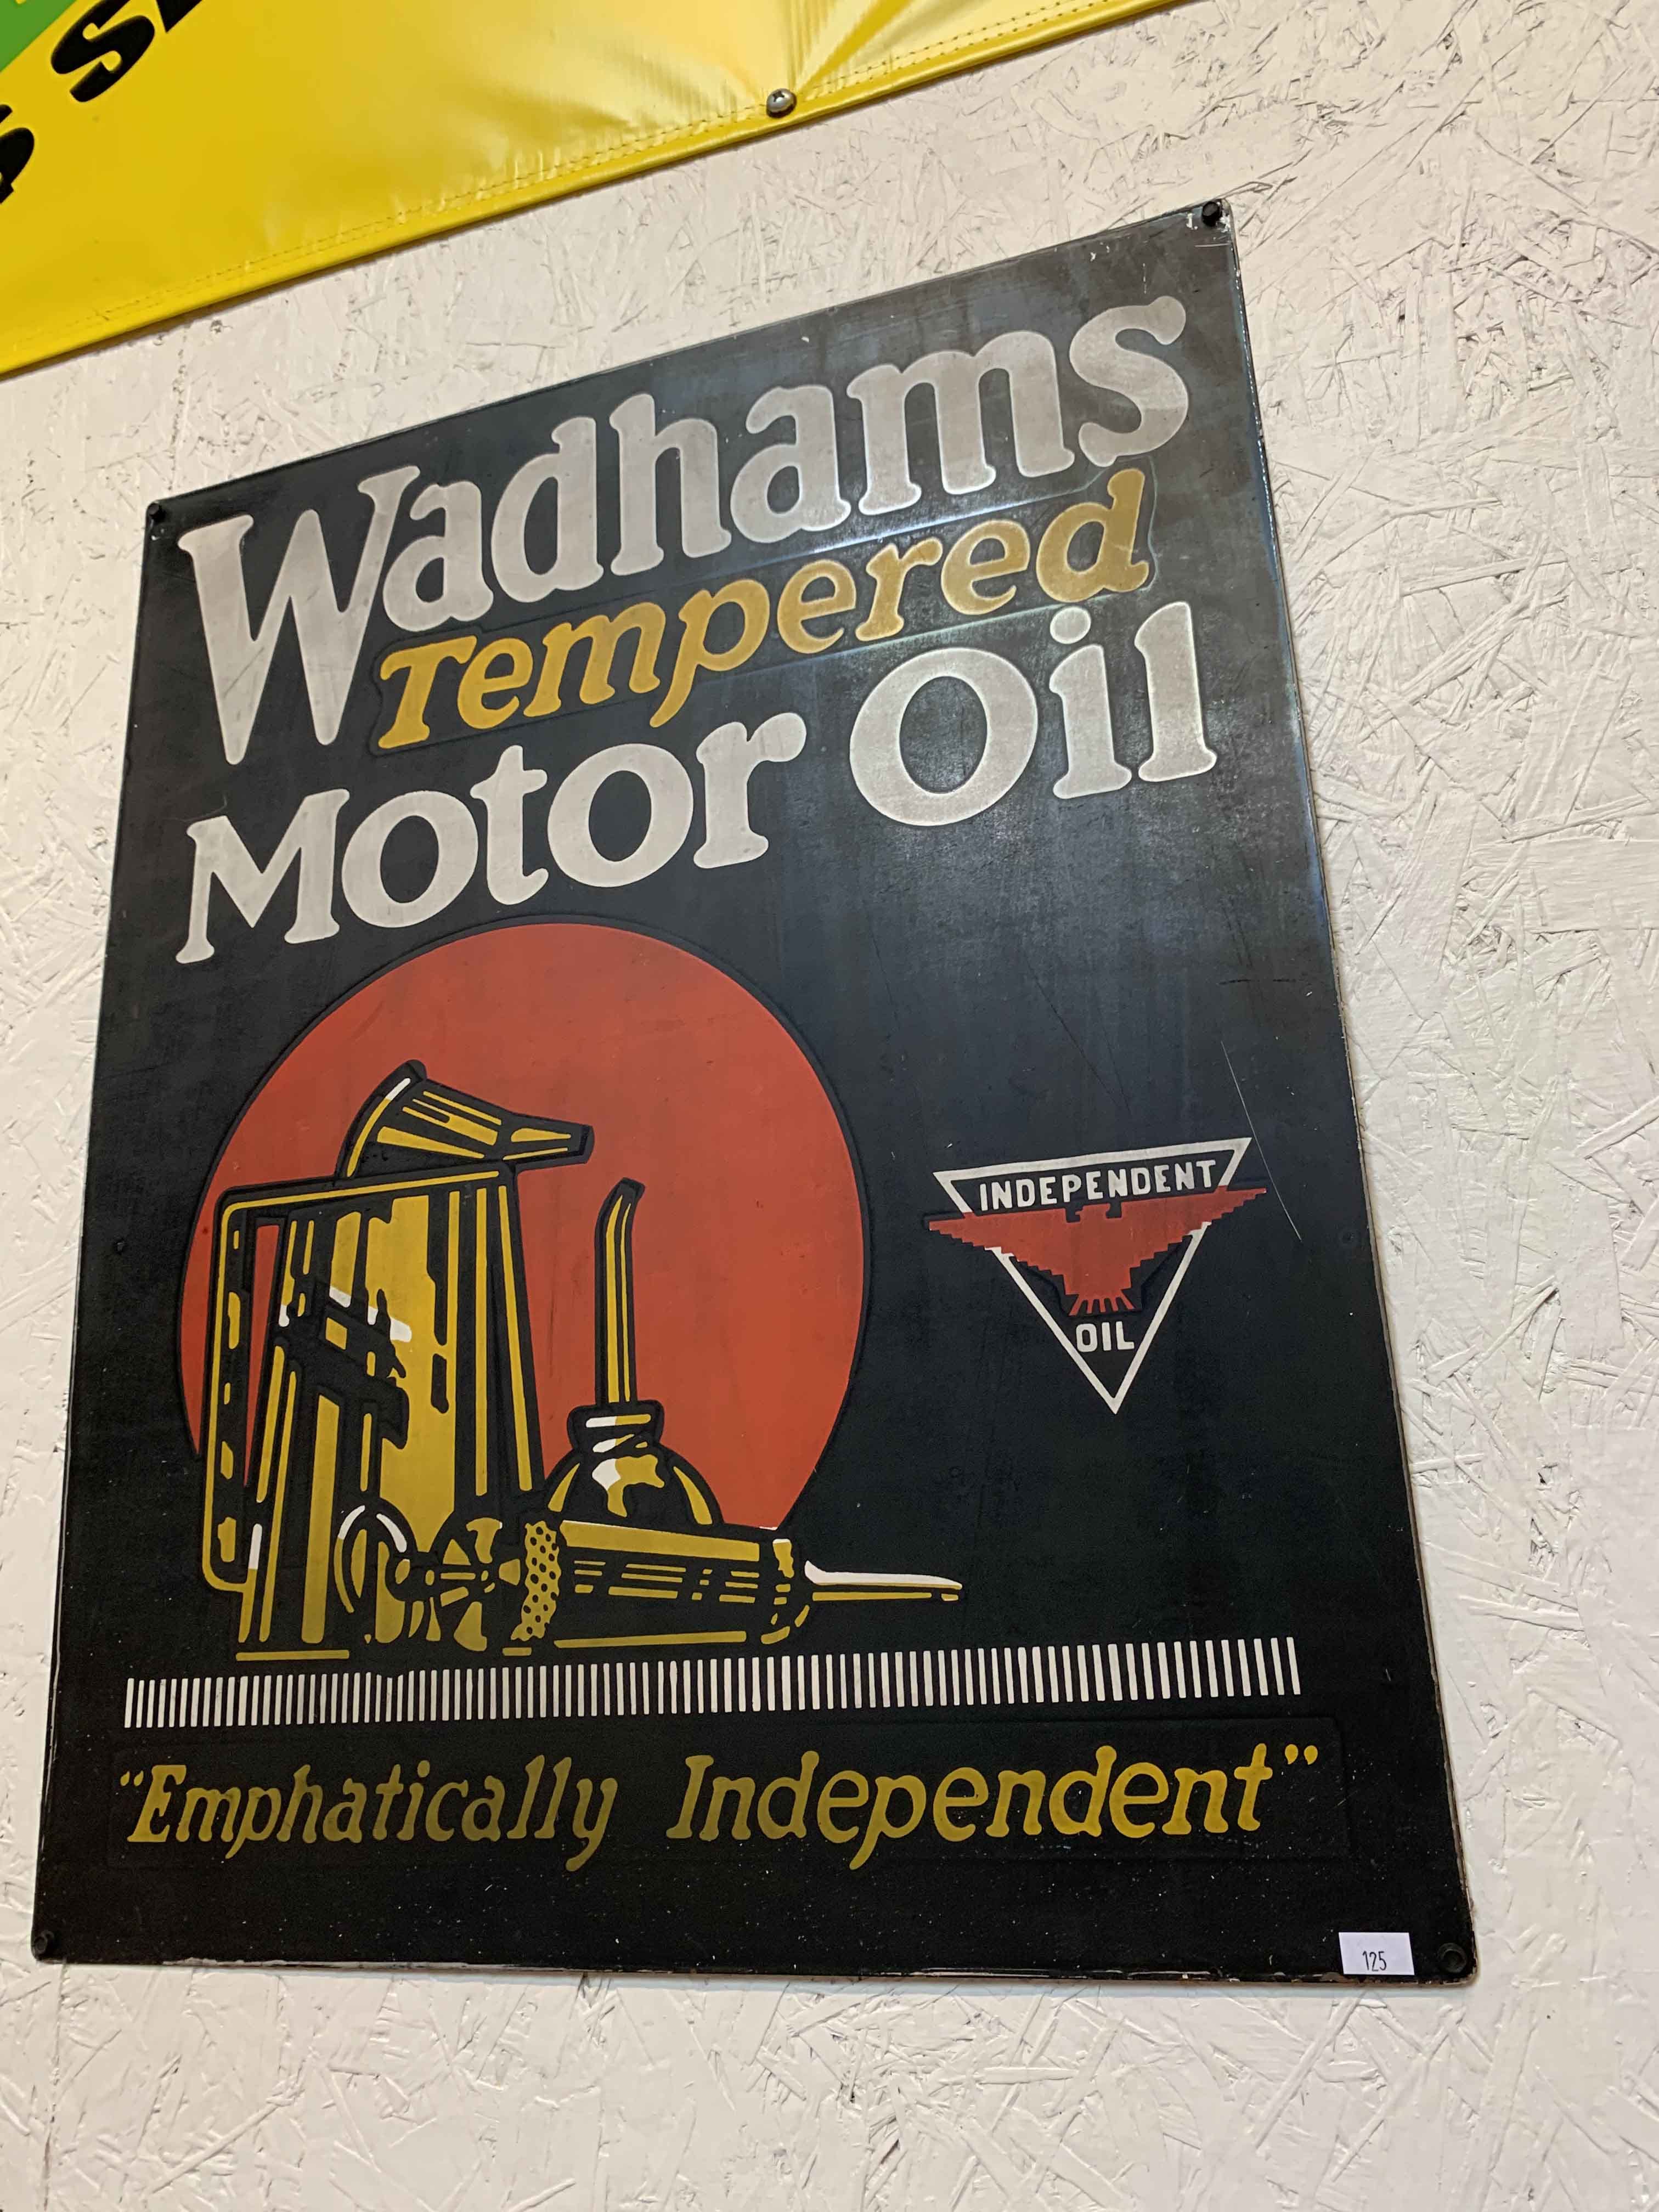 Wadhams
Tempered
Motor Oil
INDEPENDENT
OIL
"Emphatically Independent"
125